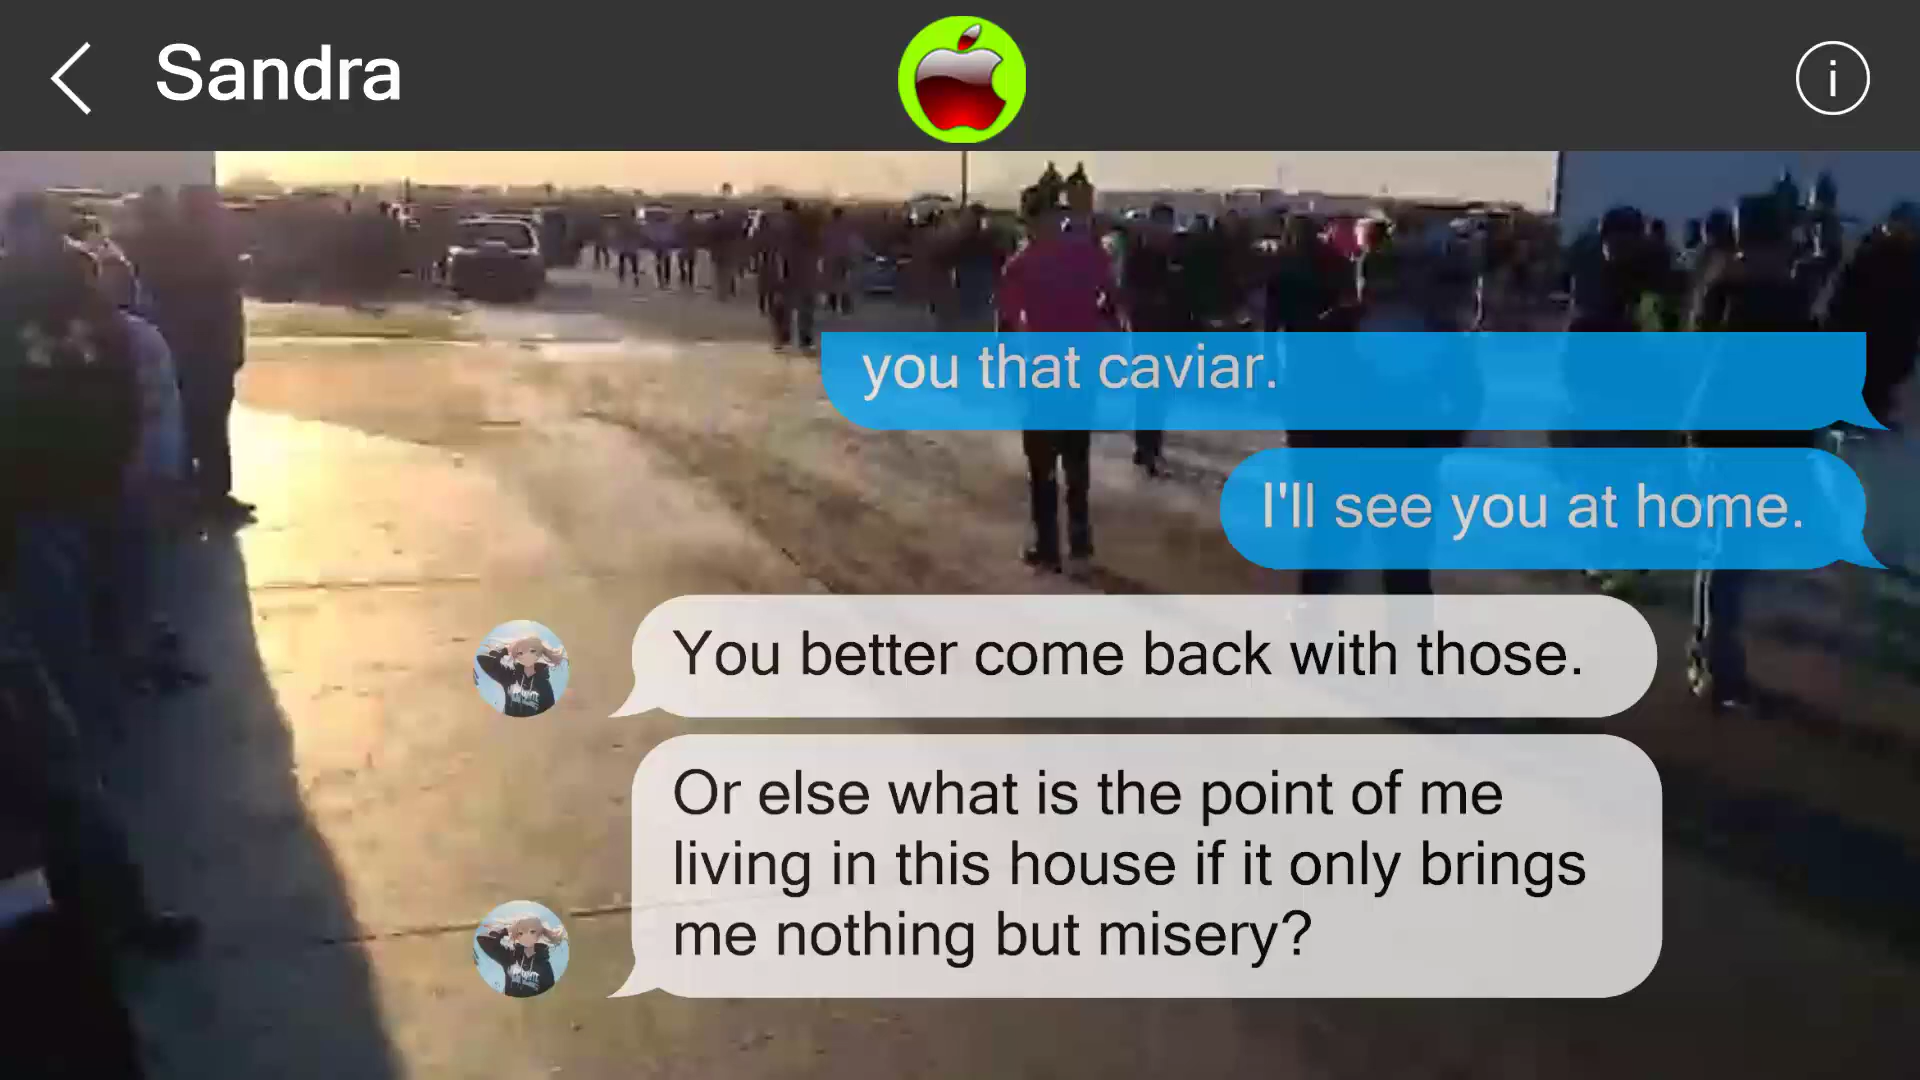 Sandra
you that caviar.
I'll see you at home.
You better come back with those.
Or else what is the point of me
living in this house if it only brings
me nothing but misery?